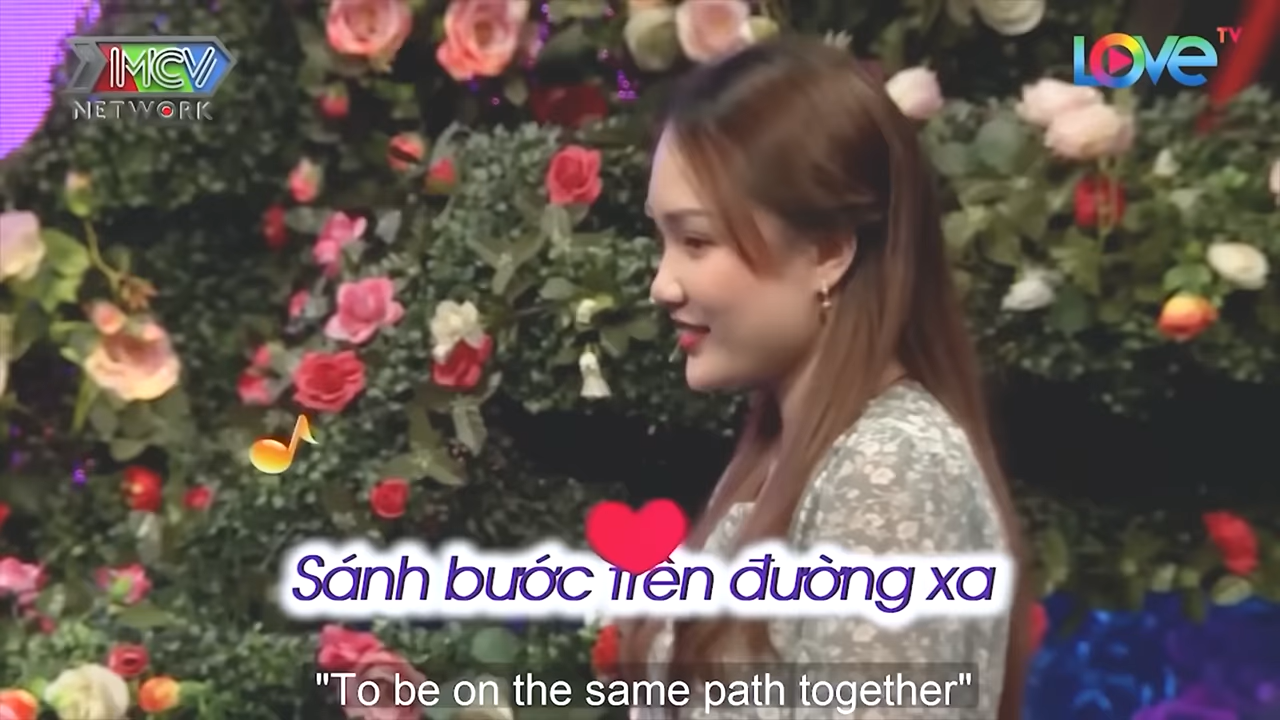 MCV
NETWORK
LOVE TV
Sánh bước trên đường xa
"To be on the same path together"